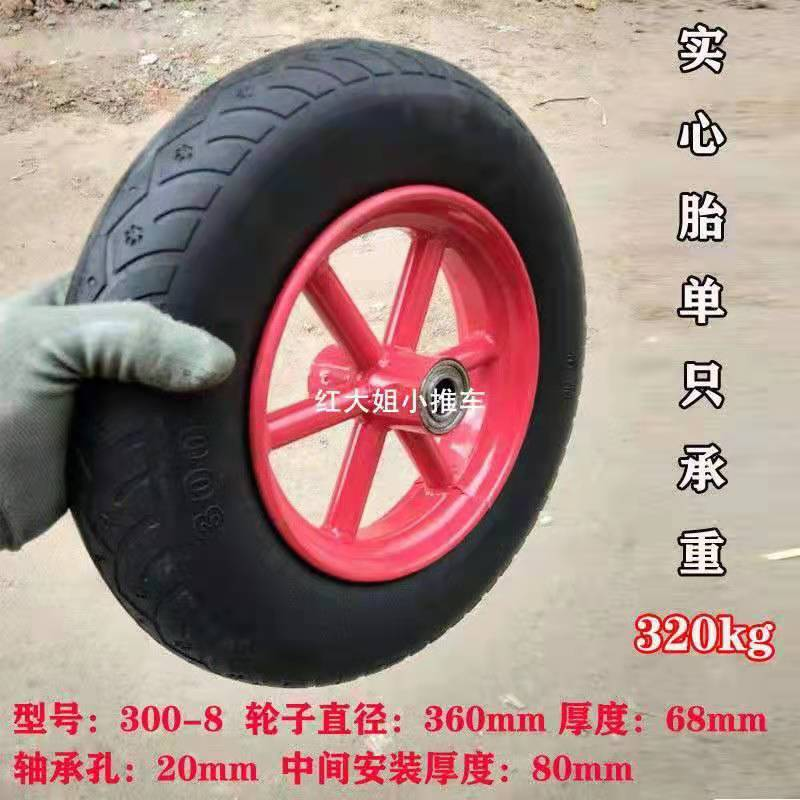 实心胎单只承重
320kg
红大姐小推车
300
型号：300-8 轮子直径：360mm 厚度：68mm
轴承孔：20mm 中间安装厚度：80mm